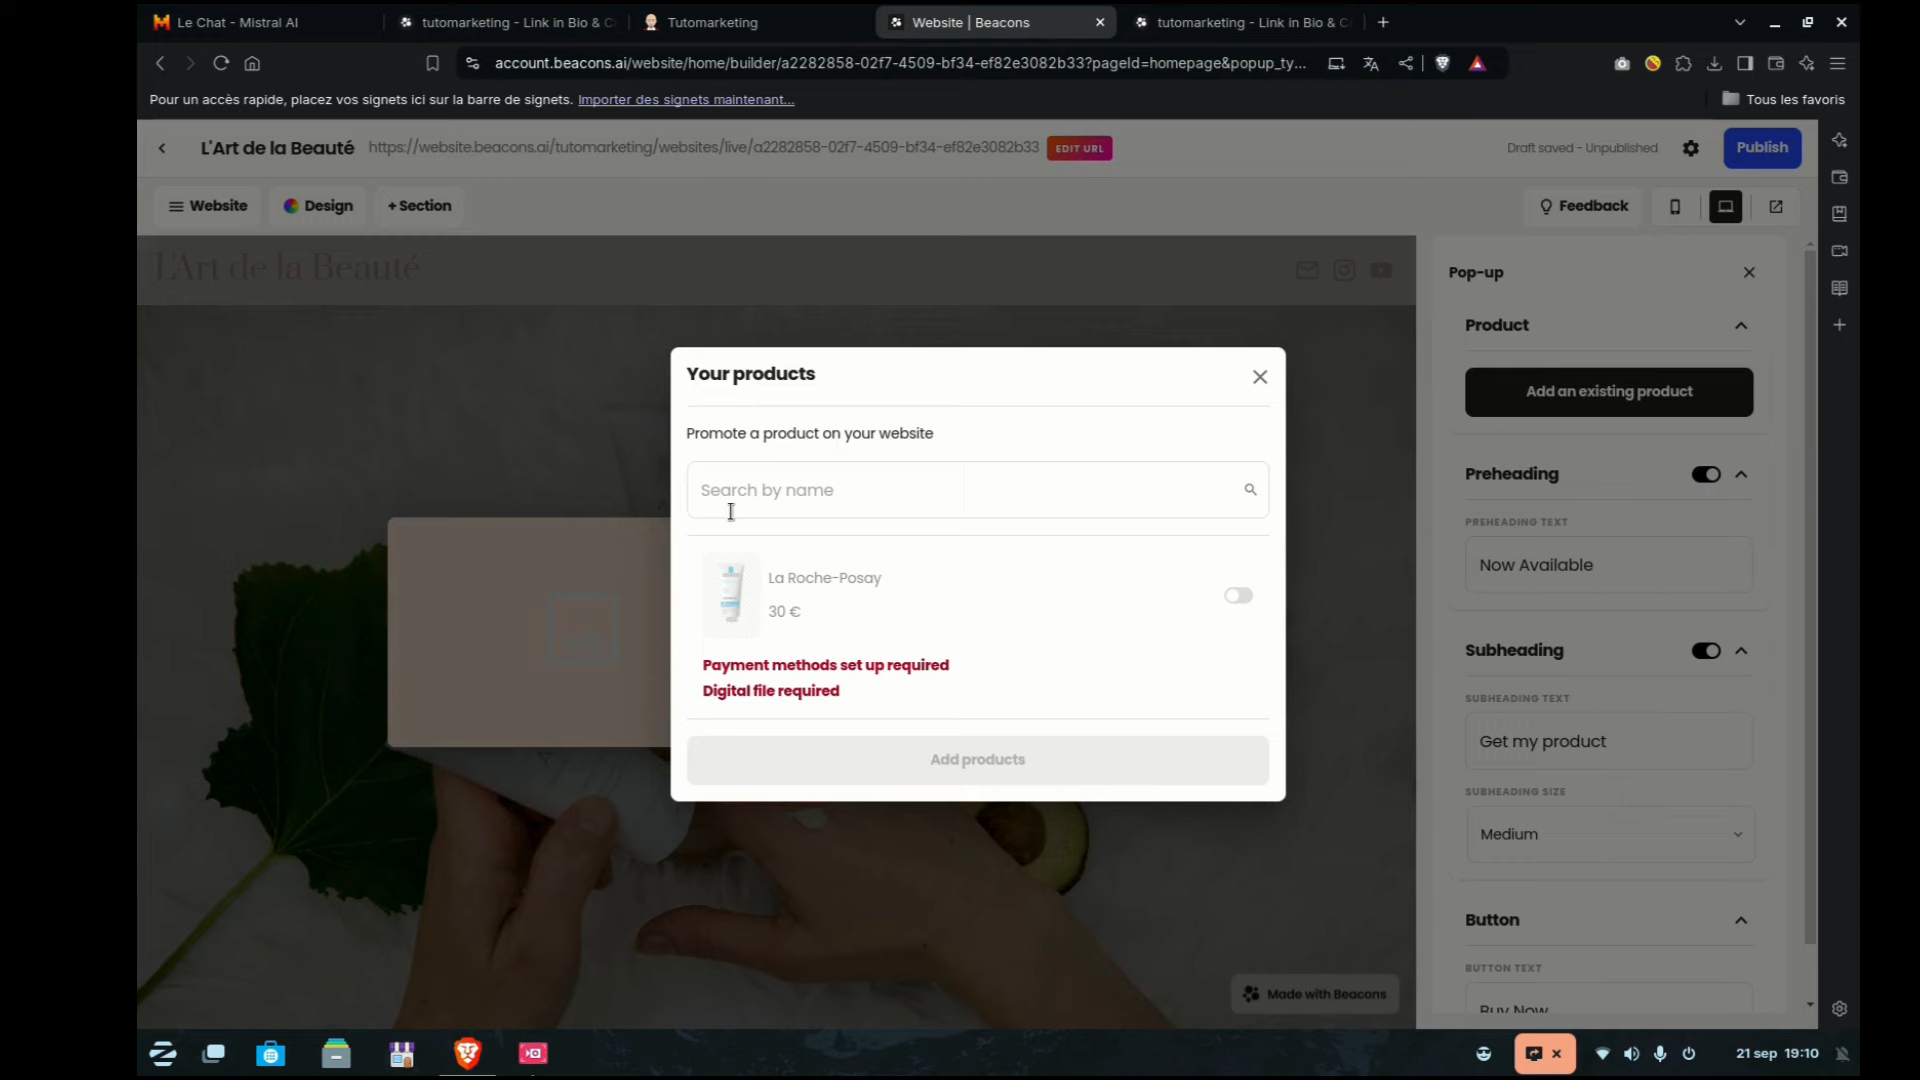 Le Chat - Mistral AI
tutomarketing - Link in Bio & C
Tutomarketing
Website | Beacons
tutomarketing - Link in Bio & C
account.beacons.ai/website/home/builder/a2282858-02f7-4509-bf34-ef82e3082b33?pageId=homepage&popup_ty...
Pour un accès rapide, placez vos signets ici sur la barre de signets. Importer des signets maintenant...
Tous les favoris
L'Art de la Beauté
https://website.beacons.ai/tutomarketing/websites/live/a2282858-02f7-4509-bf34-ef82e3082b33
EDIT URL
Draft saved - Unpublished
Publish
Website
Design
+ Section
Feedback
L'Art de la Beauté
Your products
Promote a product on your website
Search by name
La Roche-Posay
30 €
Payment methods set up required
Digital file required
Add products
Made with Beacons
Pop-up
Product
Add an existing product
Preheading
PREHEADING TEXT
Now Available
Subheading
SUBHEADING TEXT
Get my product
SUBHEADING SIZE
Medium
Button
BUTTON TEXT
Buy Now
21 sep 19:10